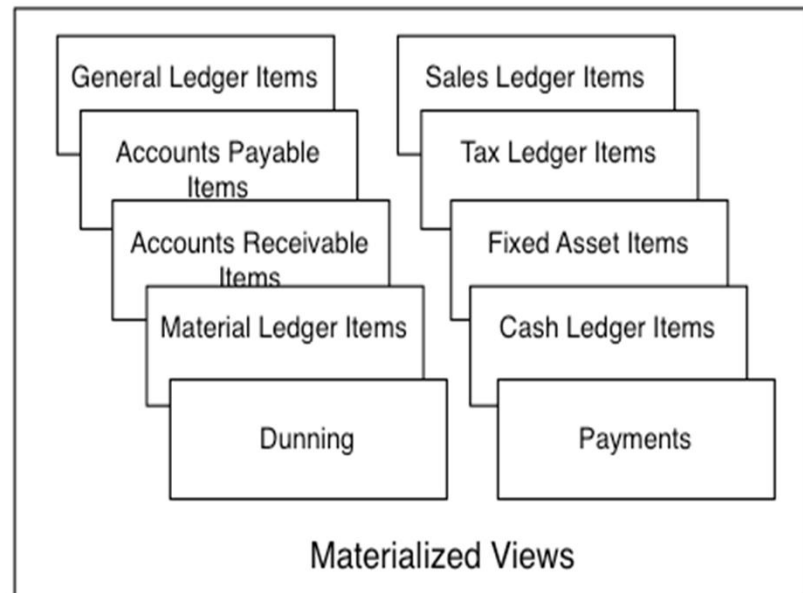 General Ledger Items
Accounts Payable
Items
Accounts Receivable
Items
Material Ledger Items
Dunning
Sales Ledger Items
Tax Ledger Items
Fixed Asset Items
Cash Ledger Items
Payments
Materialized Views